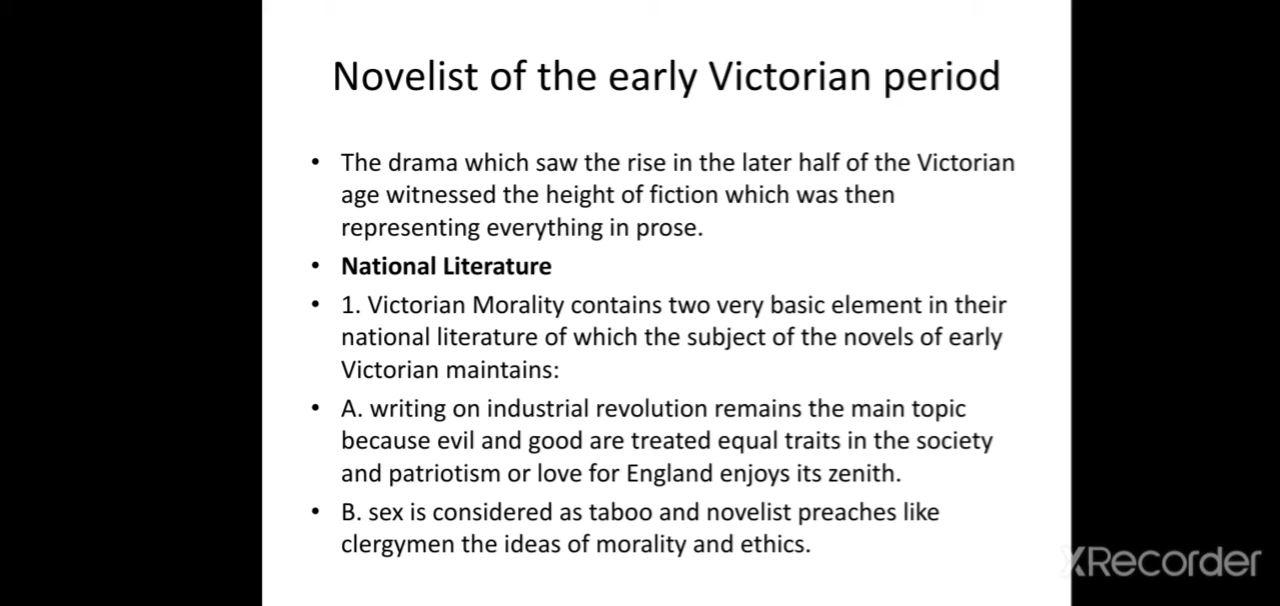 Novelist of the early Victorian period
• The drama which saw the rise in the later half of the Victorian
age witnessed the height of fiction which was then
representing everything in prose.
• National Literature
• 1. Victorian Morality contains two very basic element in their
national literature of which the subject of the novels of early
Victorian maintains:
• A. writing on industrial revolution remains the main topic
because evil and good are treated equal traits in the society
and patriotism or love for England enjoys its zenith.
• B. sex is considered as taboo and novelist preaches like
clergymen the ideas of morality and ethics.
XRecorder